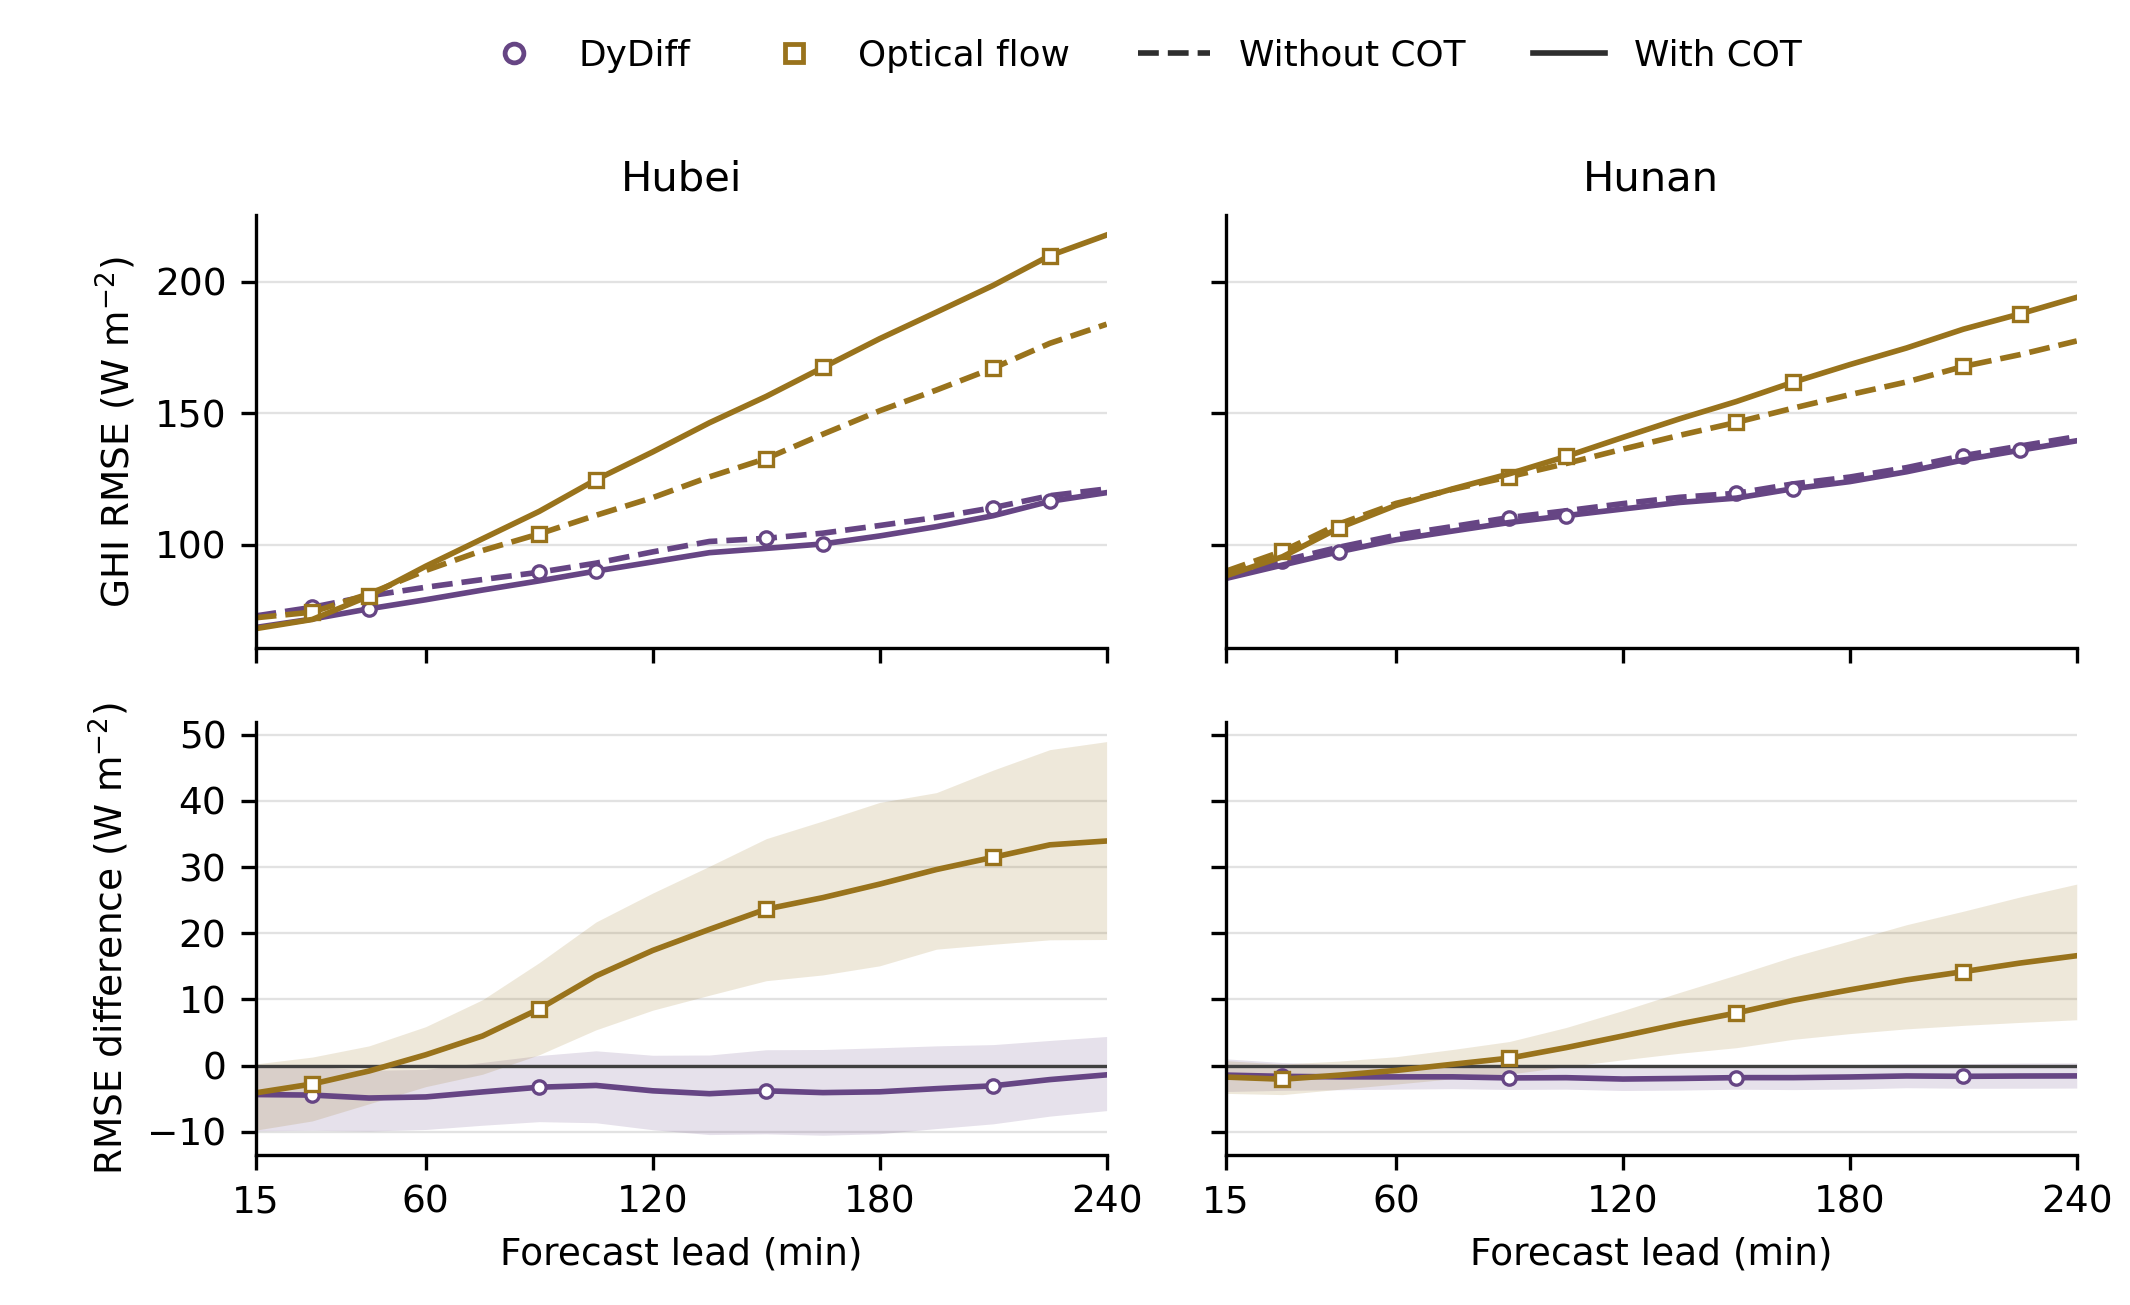 DyDiff Optical flow Without COT With COT
Hubei Hunan
GHI RMSE (W m⁻²)
200
150
100
RMSE difference (W m⁻²)
50
40
30
20
10
0
−10
15 60 120 180 240
15 60 120 180 240
Forecast lead (min) Forecast lead (min)